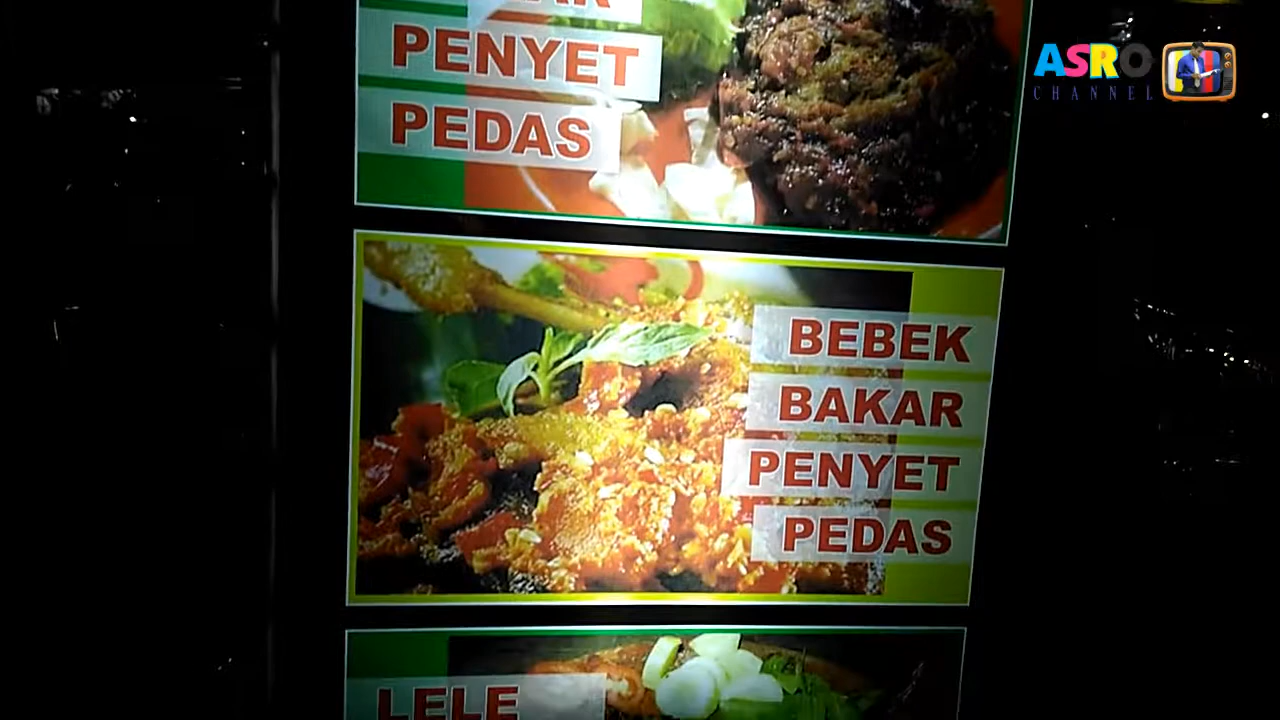 PENYET
PEDAS
BEBEK
BAKAR
PENYET
PEDAS
LELE
ASRO
CHANNEL